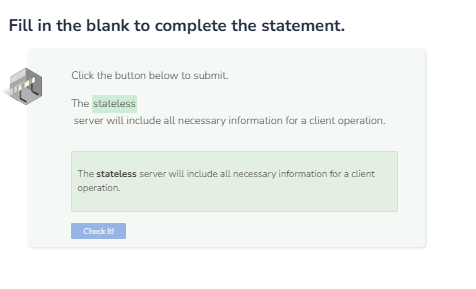 Fill in the blank to complete the statement.
Click the button below to submit.
The stateless
server will include all necessary information for a client operation.
The stateless server will include all necessary information for a client
operation.
Check It!